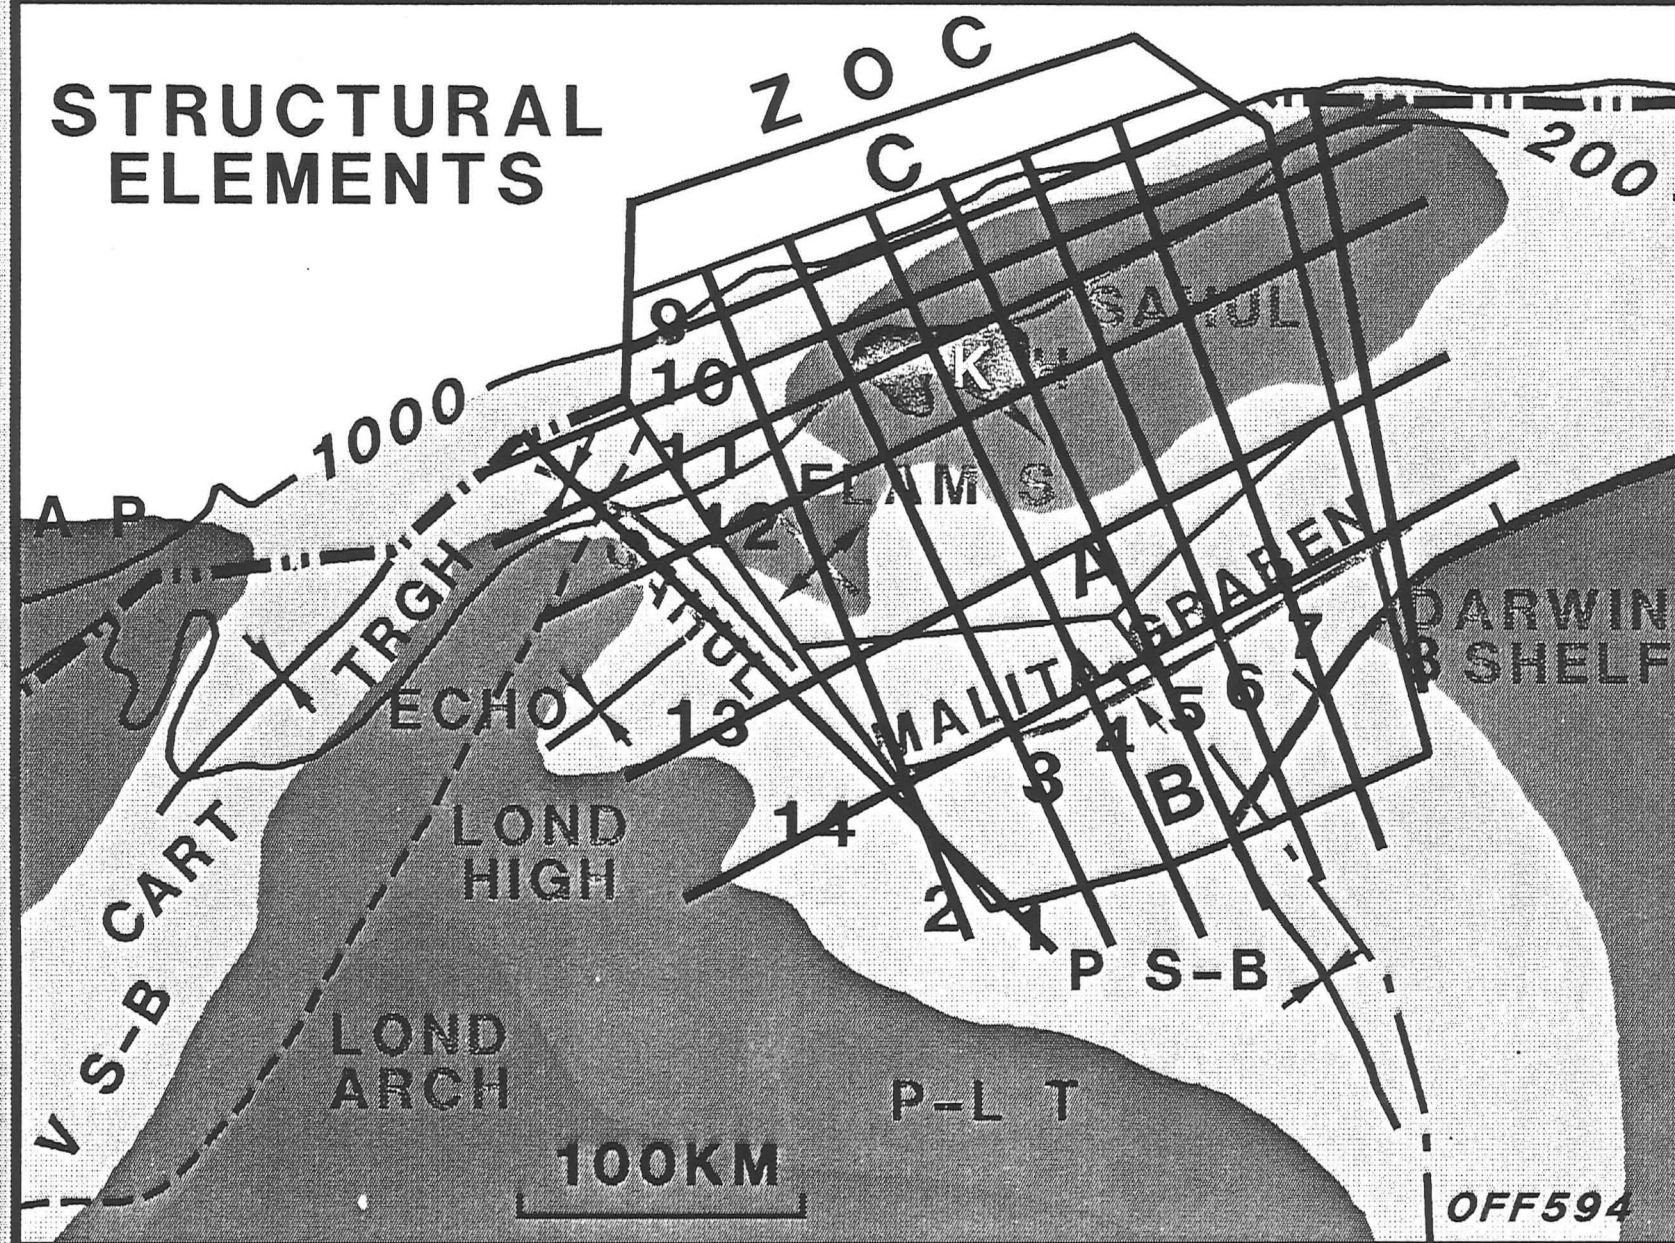 STRUCTURAL
ELEMENTS
Z O C
C
200
1000
9
10
11
12
13
14
SAHUL
K H
FLAM S
A P
TRGH
SAHUL
A
MALITA GRABEN
DARWIN
SHELF
ECHO
3
4
5
6
7
8
B
LOND
HIGH
2
1
P S-B
V S-B CART
LOND
ARCH
P-L T
100KM
OFF594